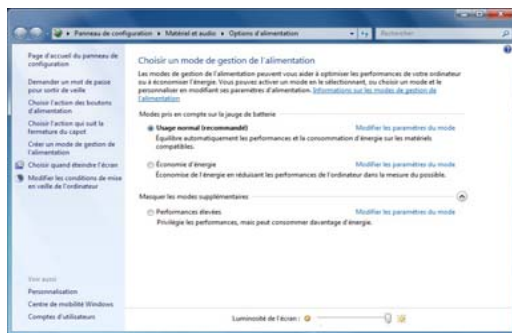 Panneau de configuration ▸ Matériel et audio ▸ Options d'alimentation
Rechercher
Page d'accueil du panneau de
configuration
Demander un mot de passe
pour sortir de veille
Choisir l'action des boutons
d'alimentation
Choisir l'action qui suit la
fermeture du capot
Créer un mode de gestion de
l'alimentation
Choisir quand éteindre l'écran
Modifier les conditions de mise
en veille de l'ordinateur
Voir aussi
Personnalisation
Centre de mobilité Windows
Comptes d'utilisateurs
Choisir un mode de gestion de l'alimentation
Les modes de gestion de l'alimentation peuvent vous aider à optimiser les performances de votre ordinateur
ou à économiser l'énergie. Vous pouvez activer un mode en le sélectionnant, ou choisir un mode et le
personnaliser en modifiant ses paramètres d'alimentation. Informations sur les modes de gestion de
l'alimentation
Modes pris en compte sur la jauge de batterie
Usage normal (recommandé) Modifier les paramètres du mode
Équilibre automatiquement les performances et la consommation d'énergie sur les matériels
compatibles.
Économie d'énergie Modifier les paramètres du mode
Économise de l'énergie en réduisant les performances de l'ordinateur dans la mesure du possible.
Masquer les modes supplémentaires
Performances élevées Modifier les paramètres du mode
Privilégie les performances, mais peut consommer davantage d'énergie.
Luminosité de l'écran :